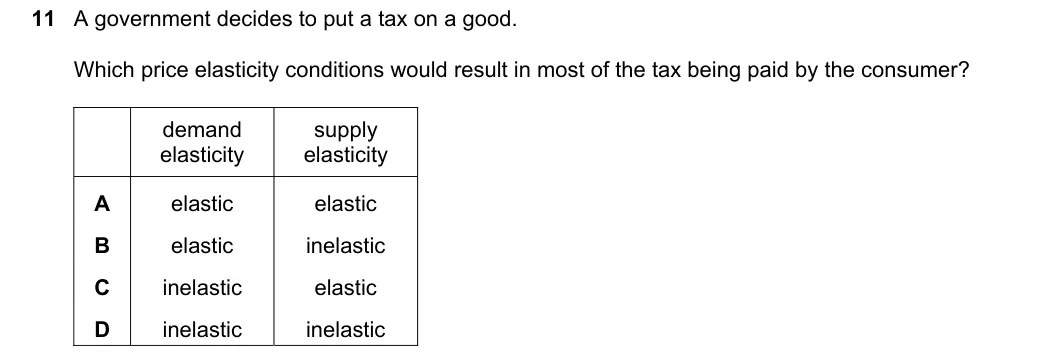 11 A government decides to put a tax on a good.
Which price elasticity conditions would result in most of the tax being paid by the consumer?
demand elasticity supply elasticity
A elastic elastic
B elastic inelastic
C inelastic elastic
D inelastic inelastic